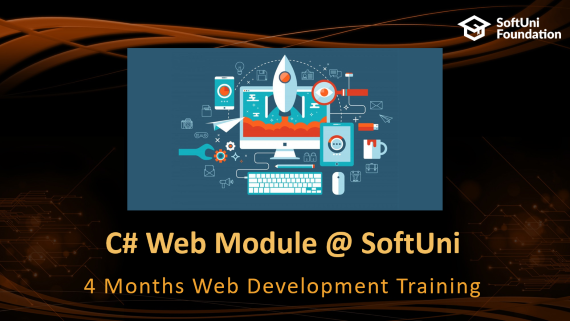 SoftUni
Foundation
C# Web Module @ SoftUni
4 Months Web Development Training